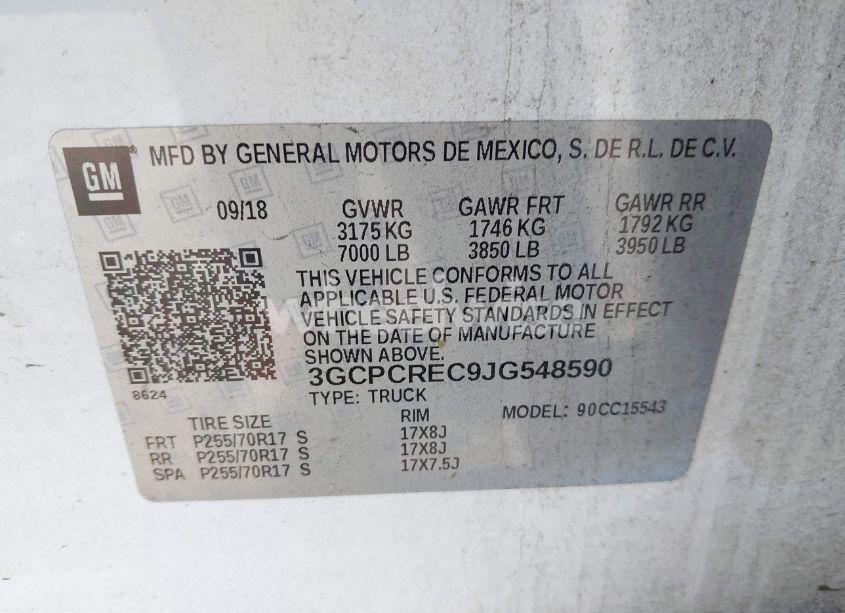 GM
MFD BY GENERAL MOTORS DE MEXICO, S. DE R.L. DE C.V.
09/18 GVWR GAWR FRT GAWR RR
3175 KG 1746 KG 1792 KG
7000 LB 3850 LB 3950 LB
THIS VEHICLE CONFORMS TO ALL
APPLICABLE U.S. FEDERAL MOTOR
VEHICLE SAFETY STANDARDS IN EFFECT
ON THE DATE OF MANUFACTURE
SHOWN ABOVE.
3GCPCREC9JG548590
8624
TYPE: TRUCK
MODEL: 90CC15543
TIRE SIZE RIM
FRT P255/70R17 S 17X8J
RR P255/70R17 S 17X8J
SPA P255/70R17 S 17X7.5J